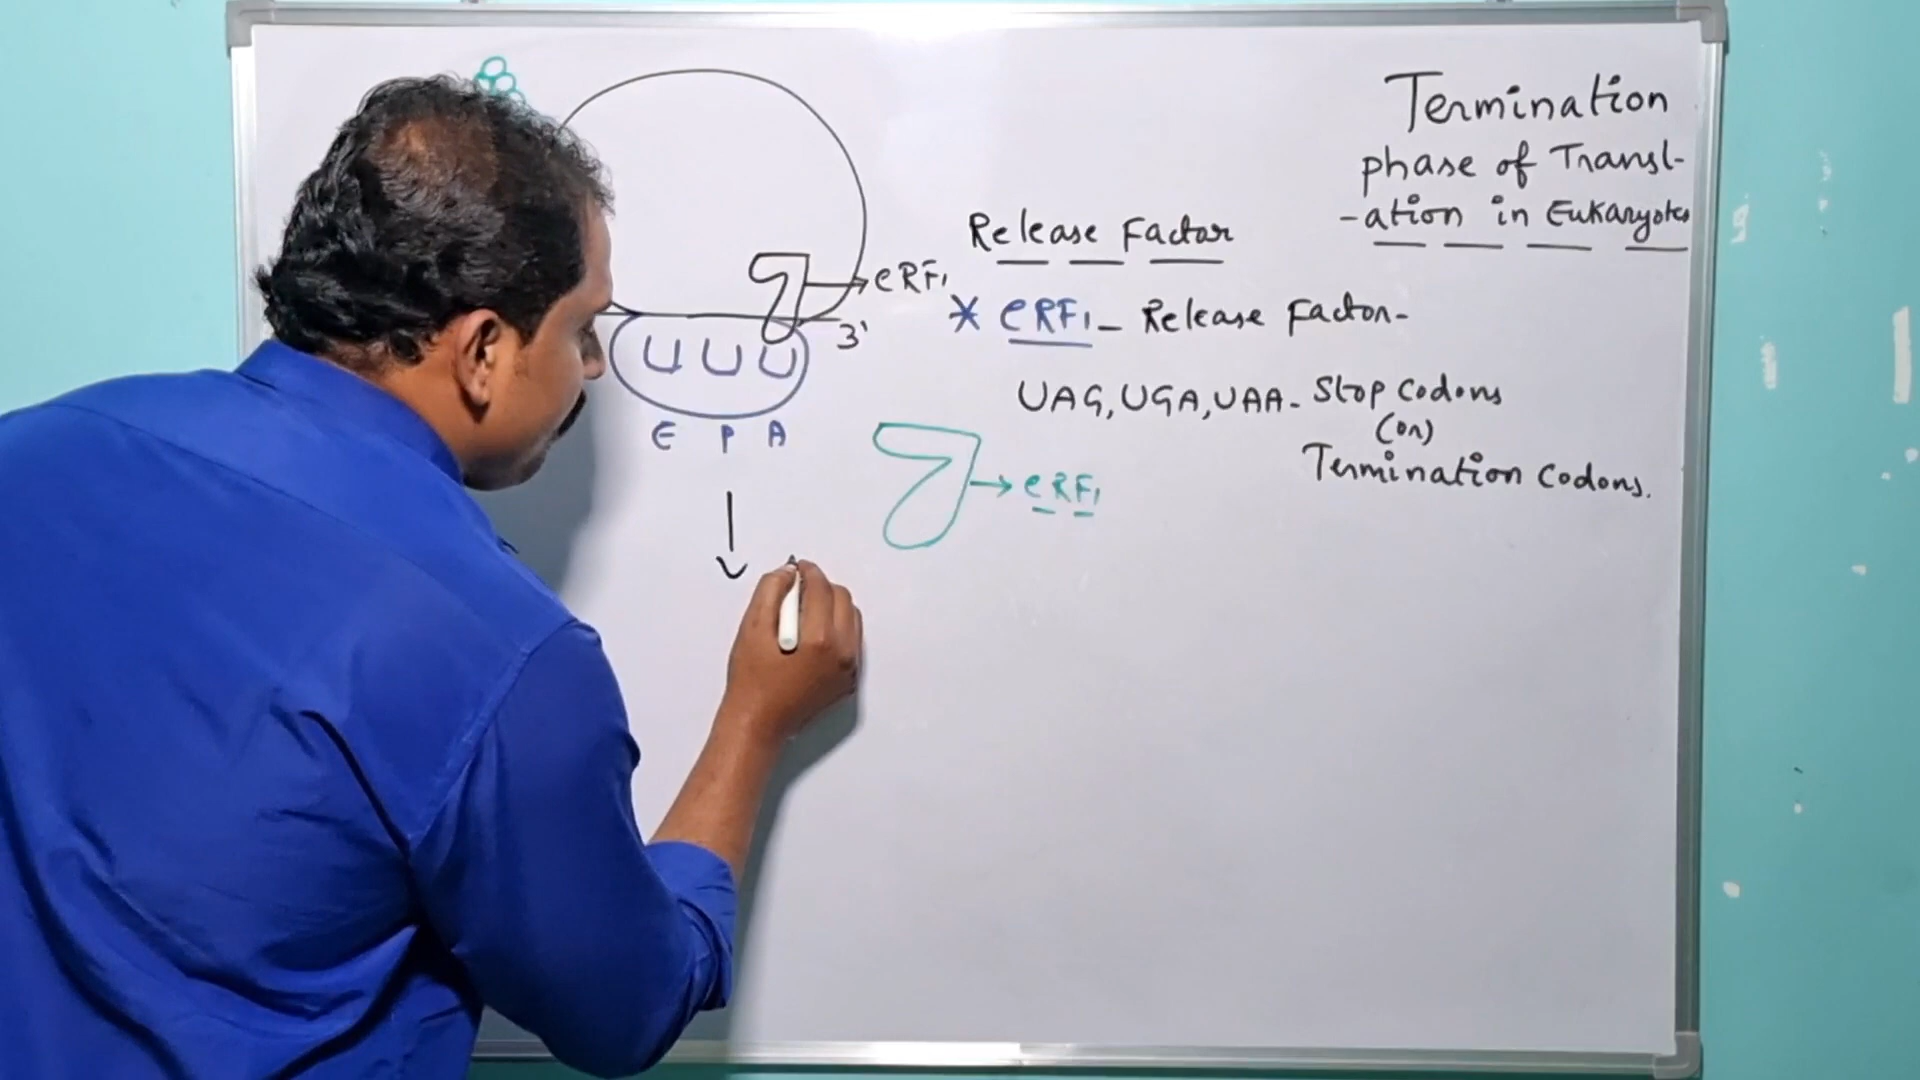 Termination
phase of Transl-
-ation in Eukaryotes
Release Factor
eRF1
* eRF1 - Release Factor-
3'
UAG, UGA, UAA - Stop Codons
(or)
Termination Codons.
E P A
eRF1